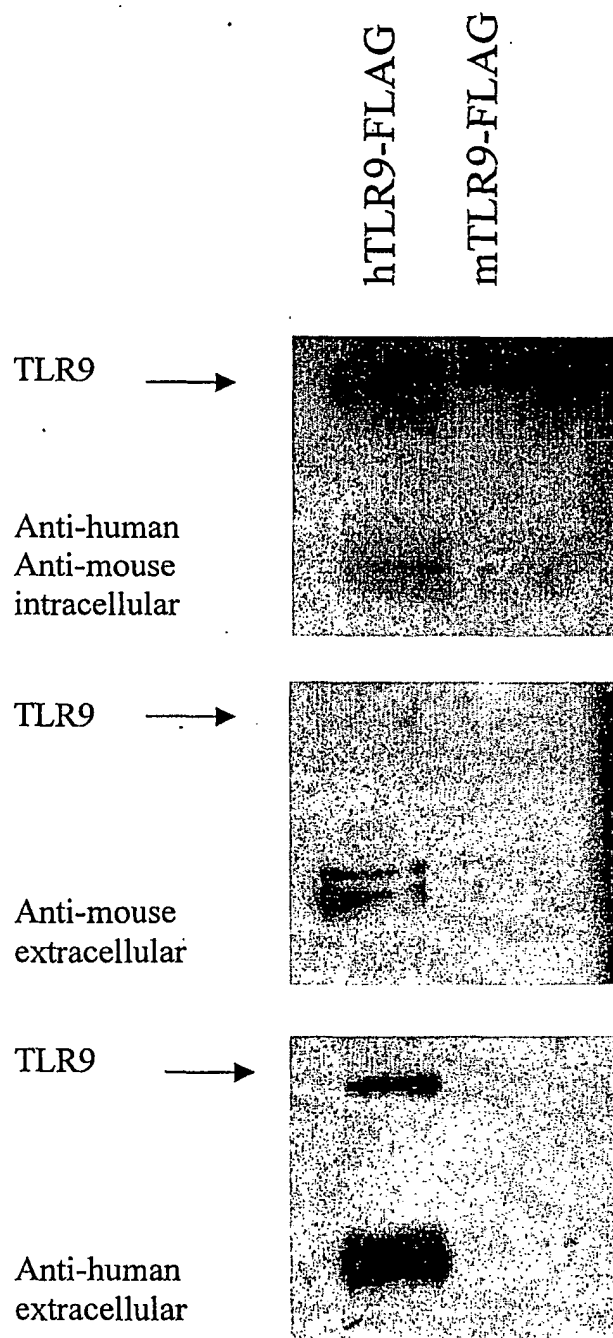 hTLR9-FLAG
mTLR9-FLAG
TLR9
Anti-human
Anti-mouse
intracellular
TLR9
Anti-mouse
extracellular
TLR9
Anti-human
extracellular